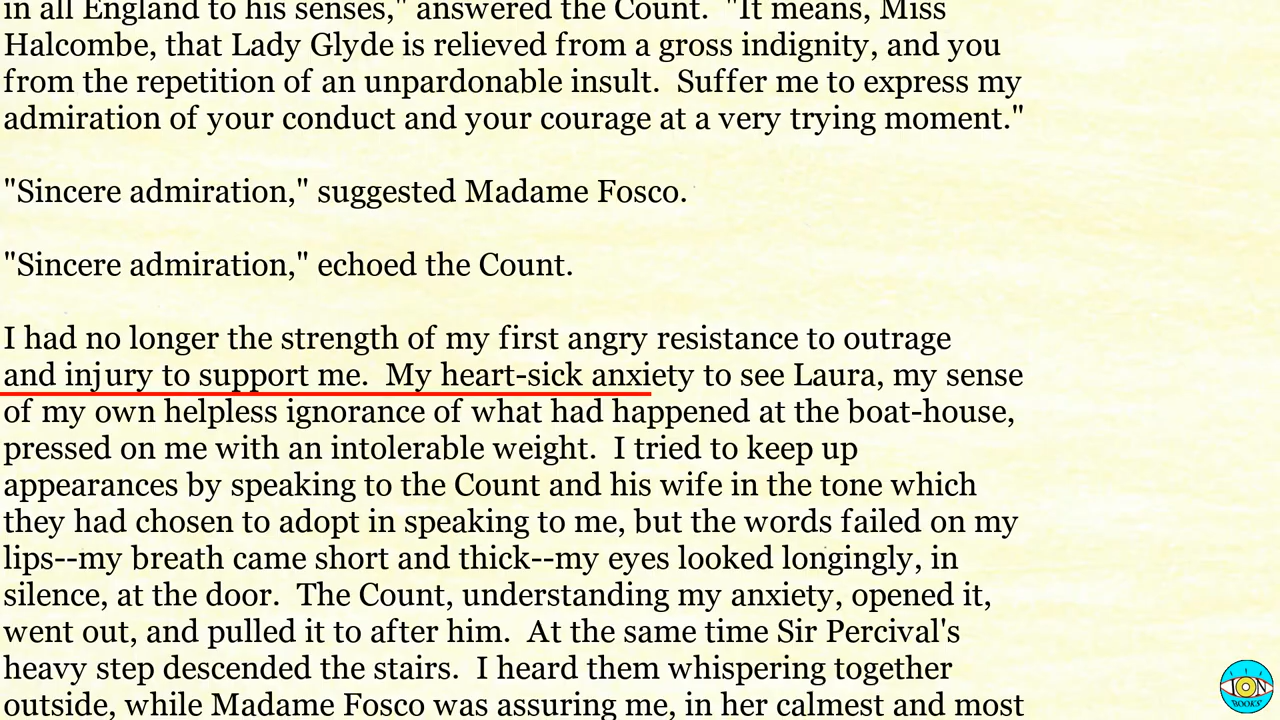 in all England to his senses," answered the Count.  "It means, Miss
Halcombe, that Lady Glyde is relieved from a gross indignity, and you
from the repetition of an unpardonable insult.  Suffer me to express my
admiration of your conduct and your courage at a very trying moment."
"Sincere admiration," suggested Madame Fosco.
"Sincere admiration," echoed the Count.
I had no longer the strength of my first angry resistance to outrage
and injury to support me.  My heart-sick anxiety to see Laura, my sense
of my own helpless ignorance of what had happened at the boat-house,
pressed on me with an intolerable weight.  I tried to keep up
appearances by speaking to the Count and his wife in the tone which
they had chosen to adopt in speaking to me, but the words failed on my
lips--my breath came short and thick--my eyes looked longingly, in
silence, at the door.  The Count, understanding my anxiety, opened it,
went out, and pulled it to after him.  At the same time Sir Percival's
heavy step descended the stairs.  I heard them whispering together
outside, while Madame Fosco was assuring me, in her calmest and most
ION
BOOKS